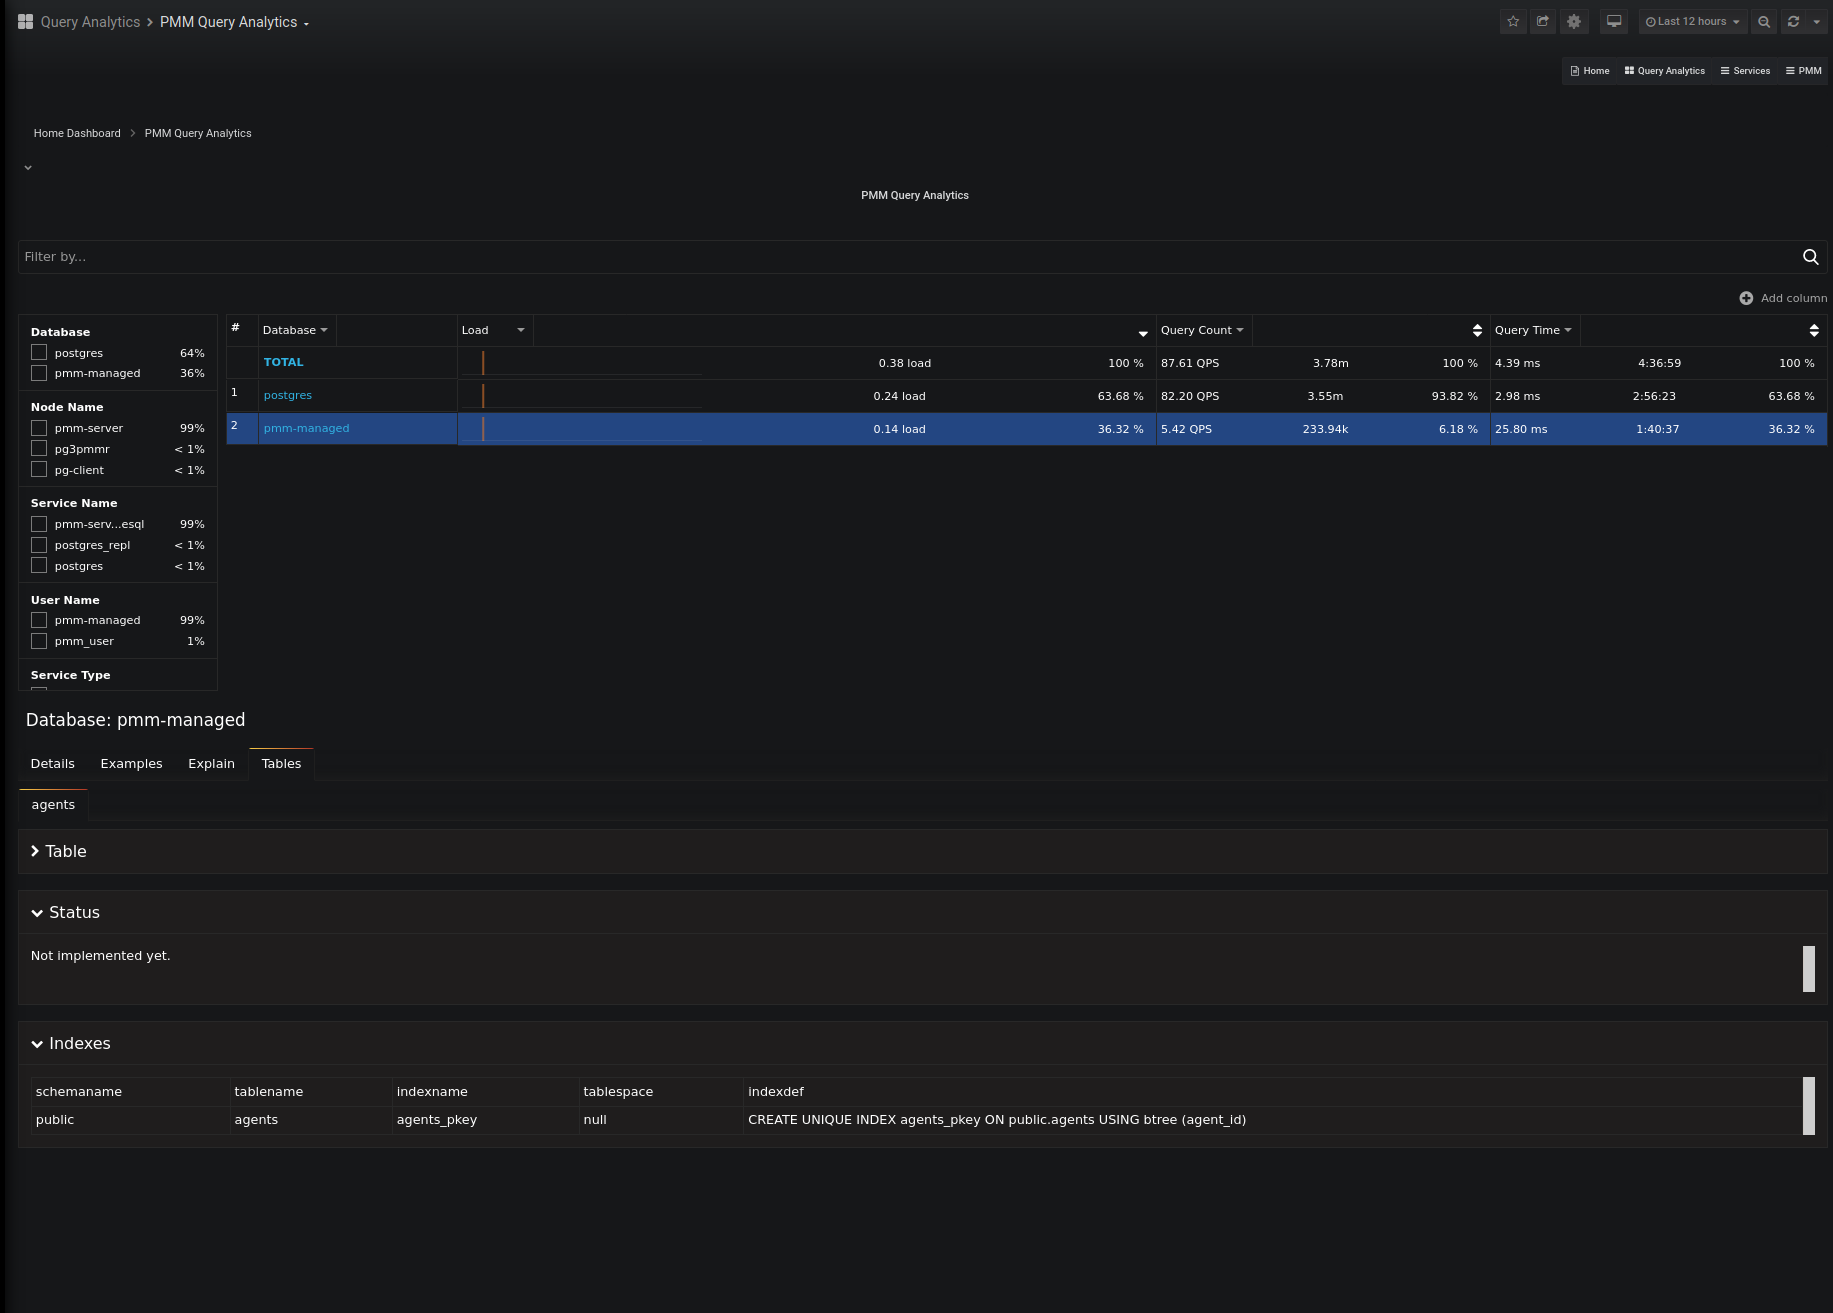 Query Analytics > PMM Query Analytics
Last 12 hours
Home Query Analytics Services PMM
Home Dashboard > PMM Query Analytics
PMM Query Analytics
Filter by...
Add column
Database
postgres 64%
pmm-managed 36%
Node Name
pmm-server 99%
pg3pmmr < 1%
pg-client < 1%
Service Name
pmm-serv...esql 99%
postgres_repl < 1%
postgres < 1%
User Name
pmm-managed 99%
pmm_user 1%
Service Type
# Database Load Query Count Query Time
TOTAL 0.38 load 100 % 87.61 QPS 3.78m 100 % 4.39 ms 4:36:59 100 %
1 postgres 0.24 load 63.68 % 82.20 QPS 3.55m 93.82 % 2.98 ms 2:56:23 63.68 %
2 pmm-managed 0.14 load 36.32 % 5.42 QPS 233.94k 6.18 % 25.80 ms 1:40:37 36.32 %
Database: pmm-managed
Details Examples Explain Tables
agents
Table
Status
Not implemented yet.
Indexes
schemaname tablename indexname tablespace indexdef
public agents agents_pkey null CREATE UNIQUE INDEX agents_pkey ON public.agents USING btree (agent_id)